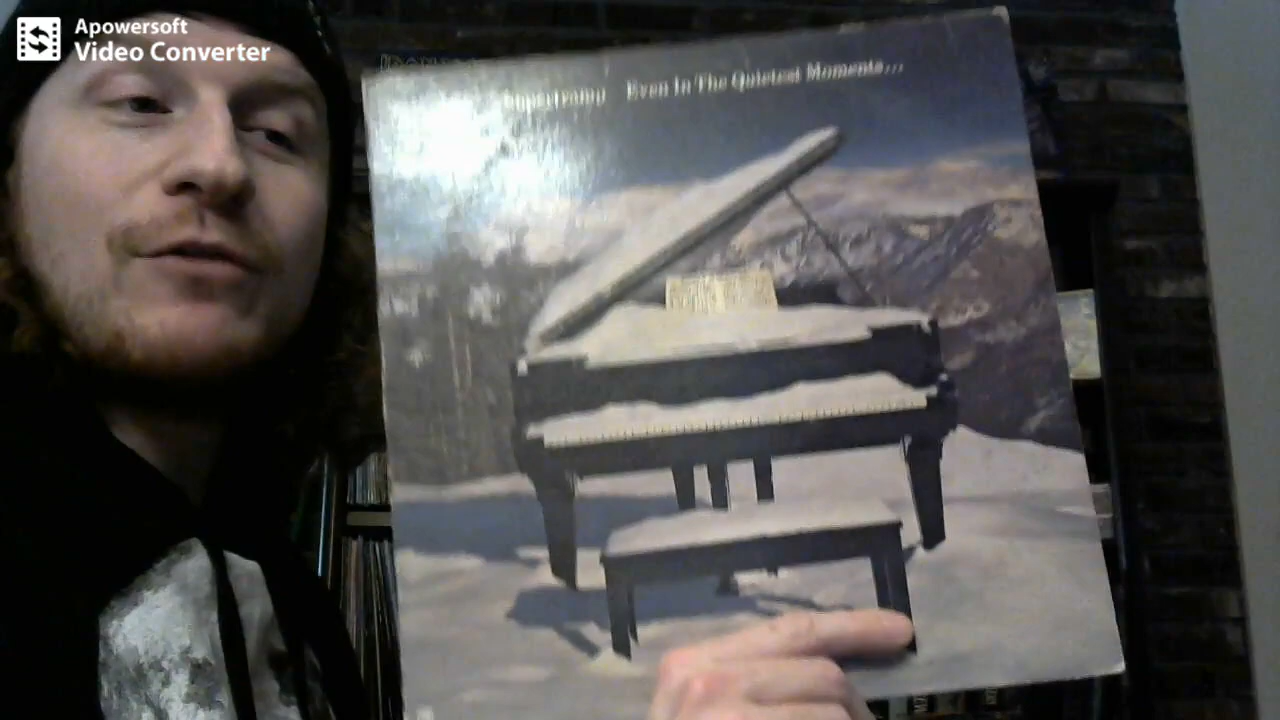 Apowersoft
Video Converter
Supertramp Even In The Quietest Moments...